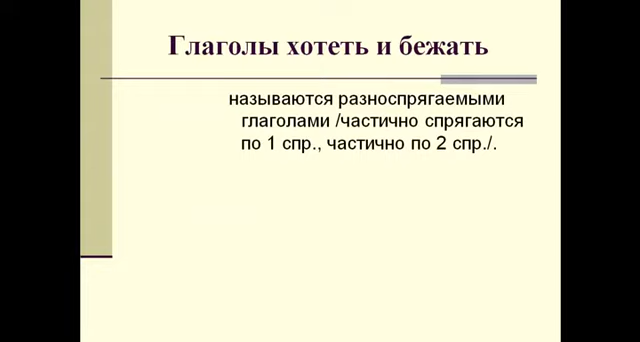 Глаголы хотеть и бежать
называются разноспрягаемыми
глаголами /частично спрягаются
по 1 спр., частично по 2 спр./.